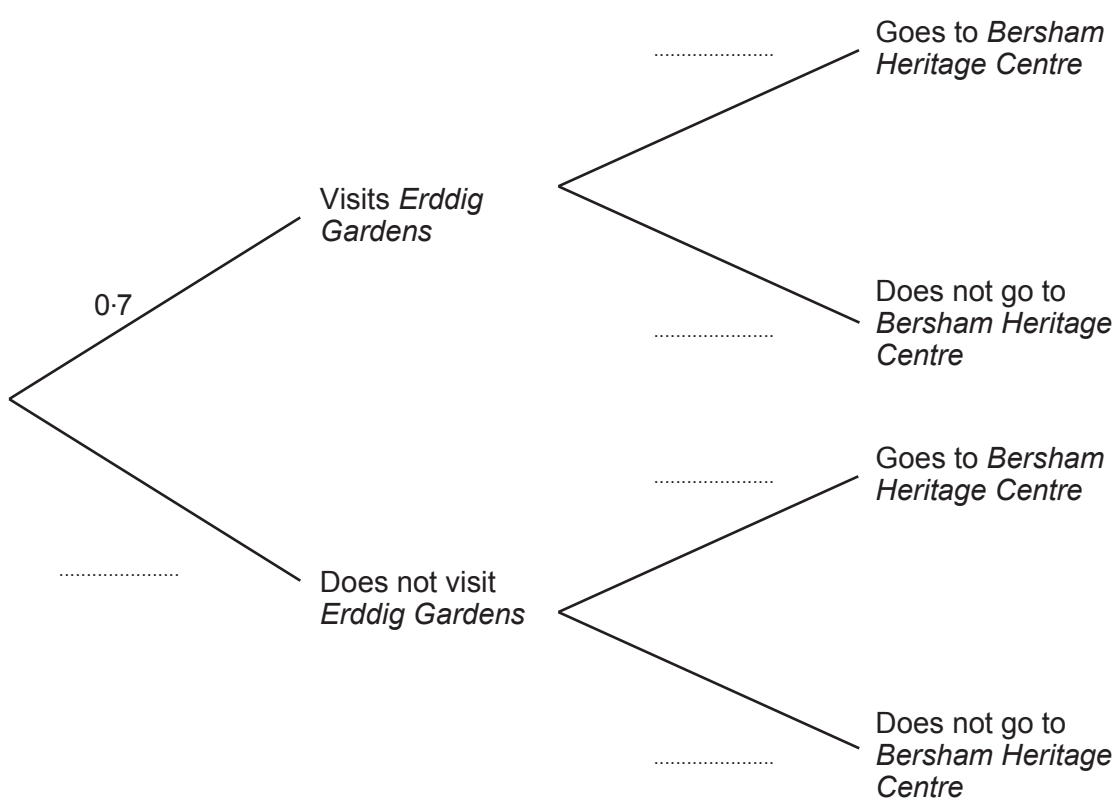 Goes to Bersham
Heritage Centre
......................
Visits Erddig
Gardens
0·7
Does not go to
Bersham Heritage
Centre
......................
Goes to Bersham
Heritage Centre
......................
......................
Does not visit
Erddig Gardens
Does not go to
Bersham Heritage
Centre
......................